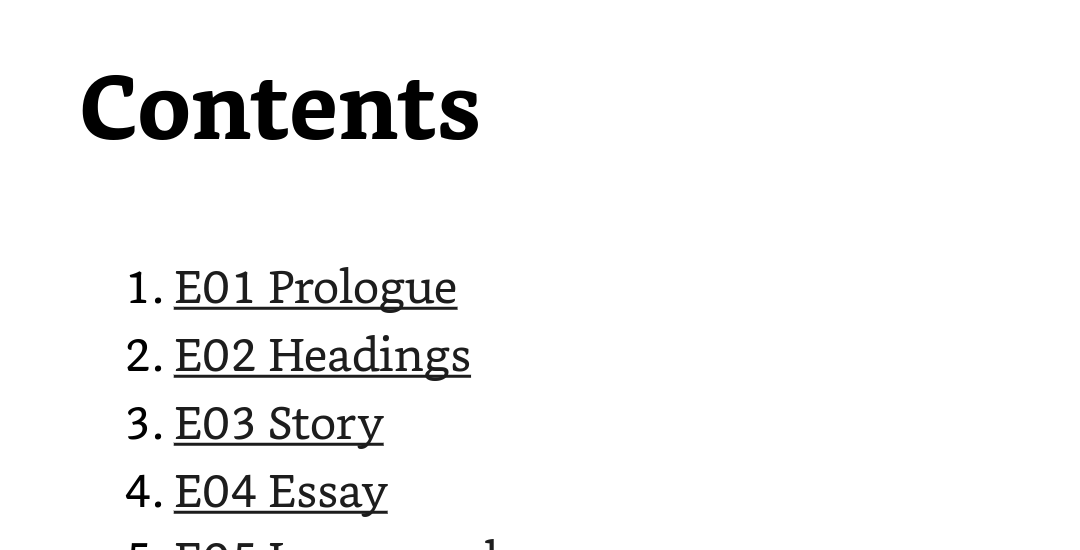 Contents
1. E01 Prologue
2. E02 Headings
3. E03 Story
4. E04 Essay